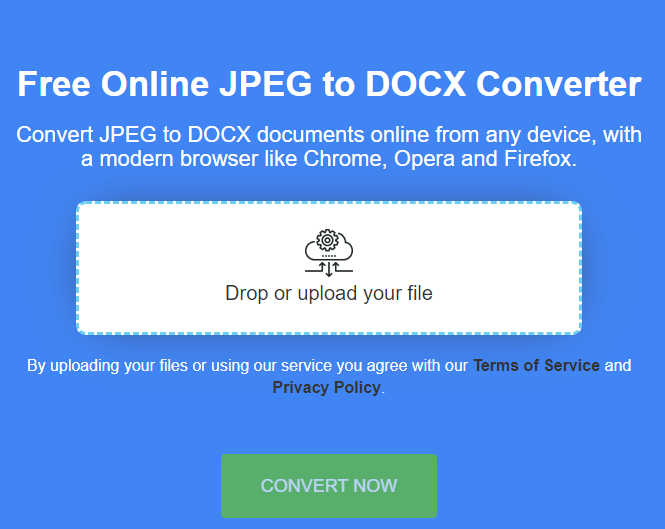 Free Online JPEG to DOCX Converter
Convert JPEG to DOCX documents online from any device, with
a modern browser like Chrome, Opera and Firefox.
Drop or upload your file
By uploading your files or using our service you agree with our Terms of Service and
Privacy Policy.
CONVERT NOW